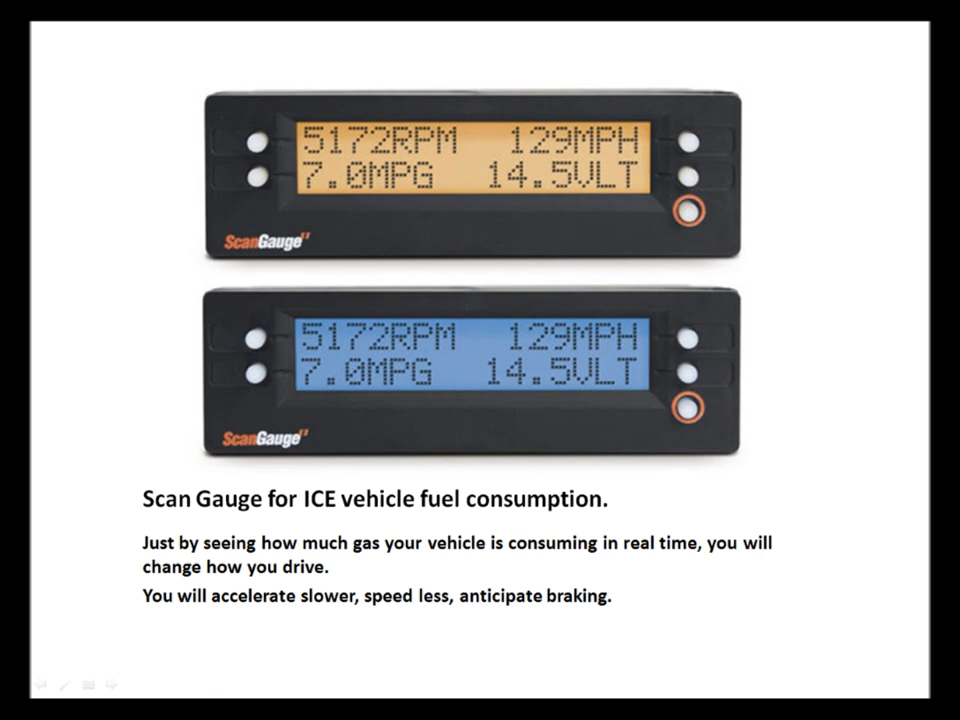 5172RPM 129MPH
7.0MPG 14.5VLT
ScanGauge II
5172RPM 129MPH
7.0MPG 14.5VLT
ScanGauge II
Scan Gauge for ICE vehicle fuel consumption.
Just by seeing how much gas your vehicle is consuming in real time, you will
change how you drive.
You will accelerate slower, speed less, anticipate braking.